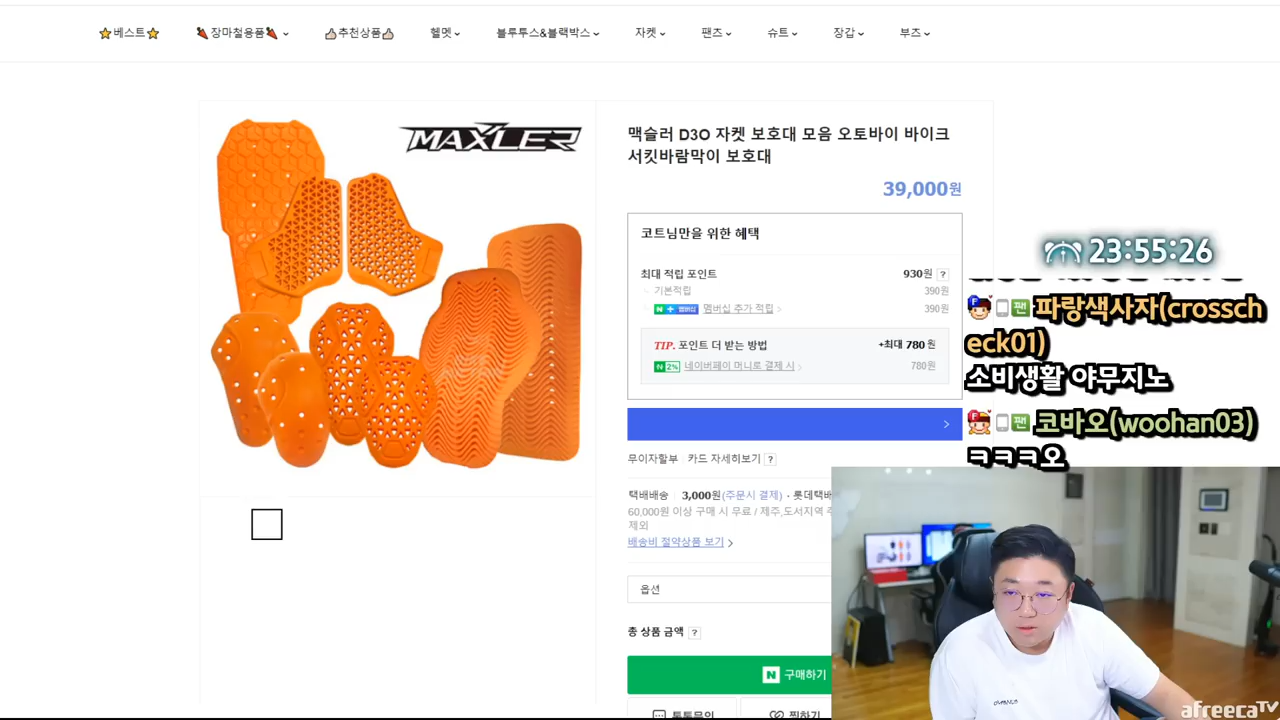 ⭐베스트⭐
🥕장마철용품🥕
👍추천상품👍
헬멧
블루투스&블랙박스
자켓
팬츠
슈트
장갑
부츠
MAXLER
맥슬러 D3O 자켓 보호대 모음 오토바이 바이크
서킷바람막이 보호대
39,000원
코트님만을 위한 혜택
최대 적립 포인트 930원 ?
기본적립 390원
N + 멤버십 멤버십 추가 적립 > 390원
TIP. 포인트 더 받는 방법 +최대 780원
N 2% 네이버페이 머니로 결제 시 > 780원
무이자할부 카드 자세히보기 ?
택배배송 3,000원(주문시 결제) · 롯데택배
60,000원 이상 구매 시 무료 / 제주,도서지역
제외
배송비 절약상품 보기 >
옵션
총 상품 금액 ?
N 구매하기
톡톡문의 찜하기
23:55:26
팬 파랑색사자(crossch
eck01)
소비생활 야무지노
팬 코바오(woohan03)
ㅋㅋㅋ오
afreecaTV